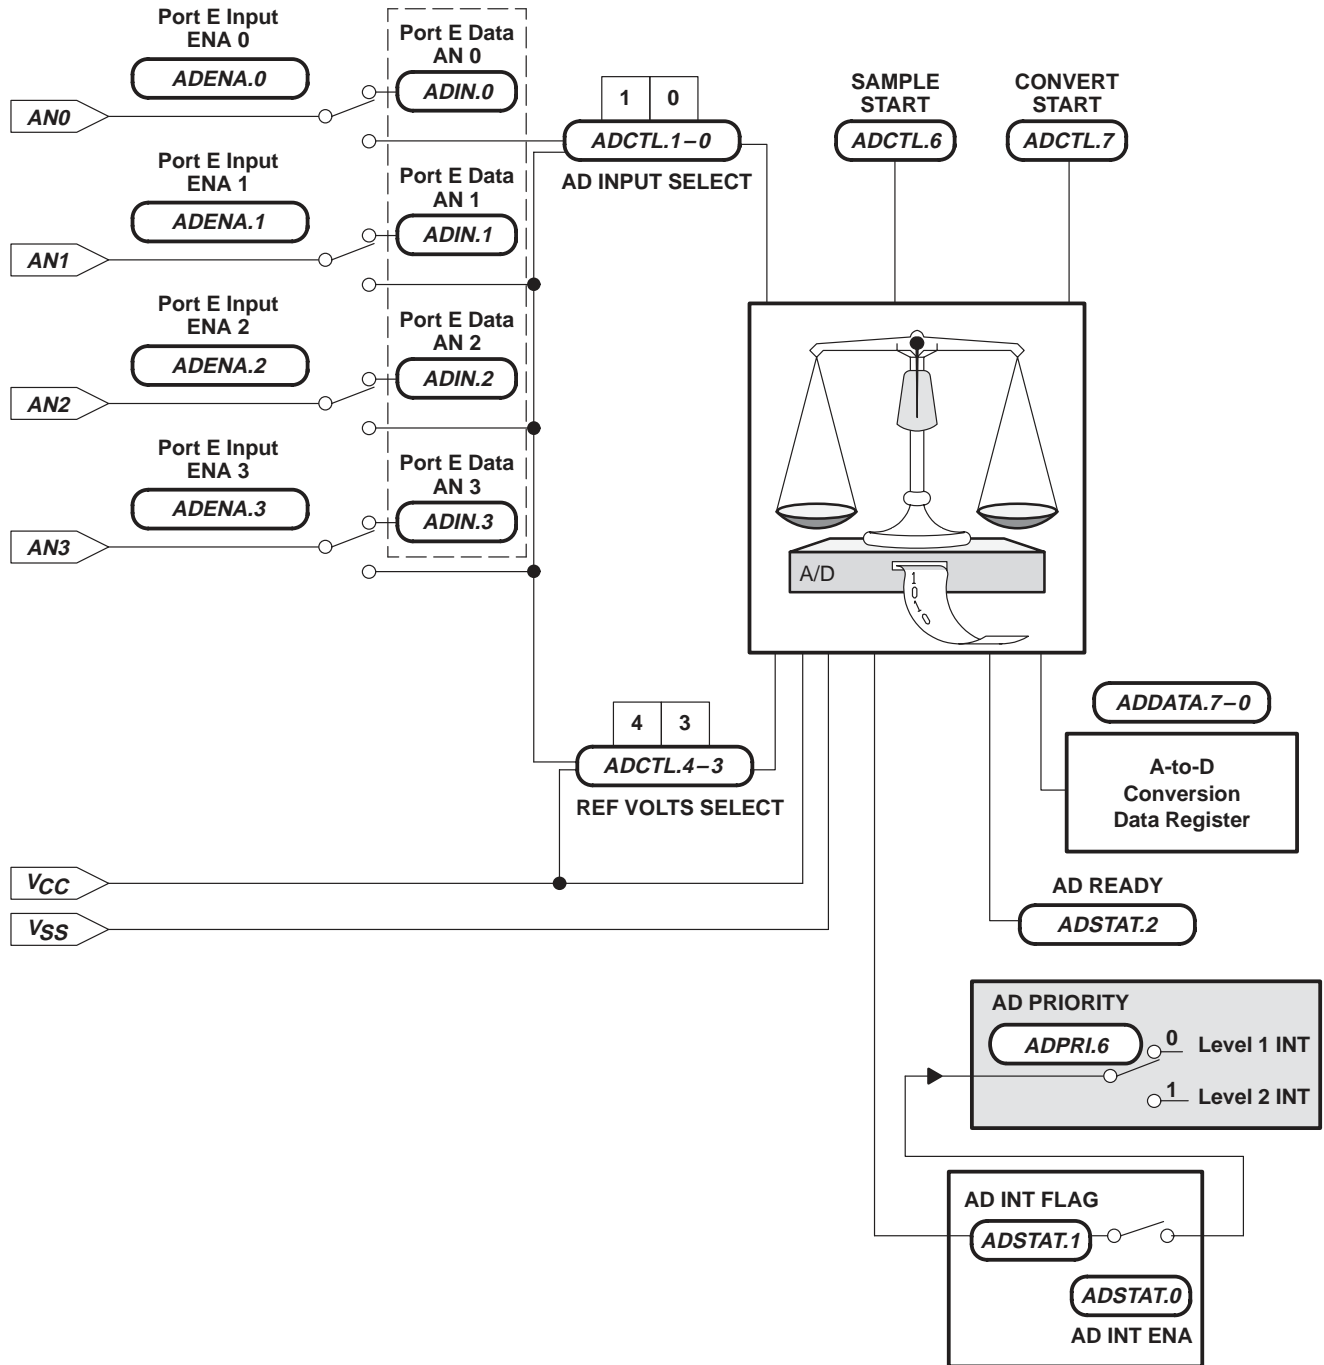 Port E Input
ENA 0
ADENA.0
AN0
Port E Data
AN 0
ADIN.0
1 0
ADCTL.1–0
AD INPUT SELECT
SAMPLE
START
ADCTL.6
CONVERT
START
ADCTL.7
Port E Input
ENA 1
ADENA.1
AN1
Port E Data
AN 1
ADIN.1
Port E Input
ENA 2
ADENA.2
AN2
Port E Data
AN 2
ADIN.2
Port E Input
ENA 3
ADENA.3
AN3
Port E Data
AN 3
ADIN.3
A/D
1
0
1
0
4 3
ADCTL.4–3
REF VOLTS SELECT
ADDATA.7–0
A-to-D
Conversion
Data Register
VCC
VSS
AD READY
ADSTAT.2
AD PRIORITY
ADPRI.6
0 Level 1 INT
1 Level 2 INT
AD INT FLAG
ADSTAT.1
ADSTAT.0
AD INT ENA